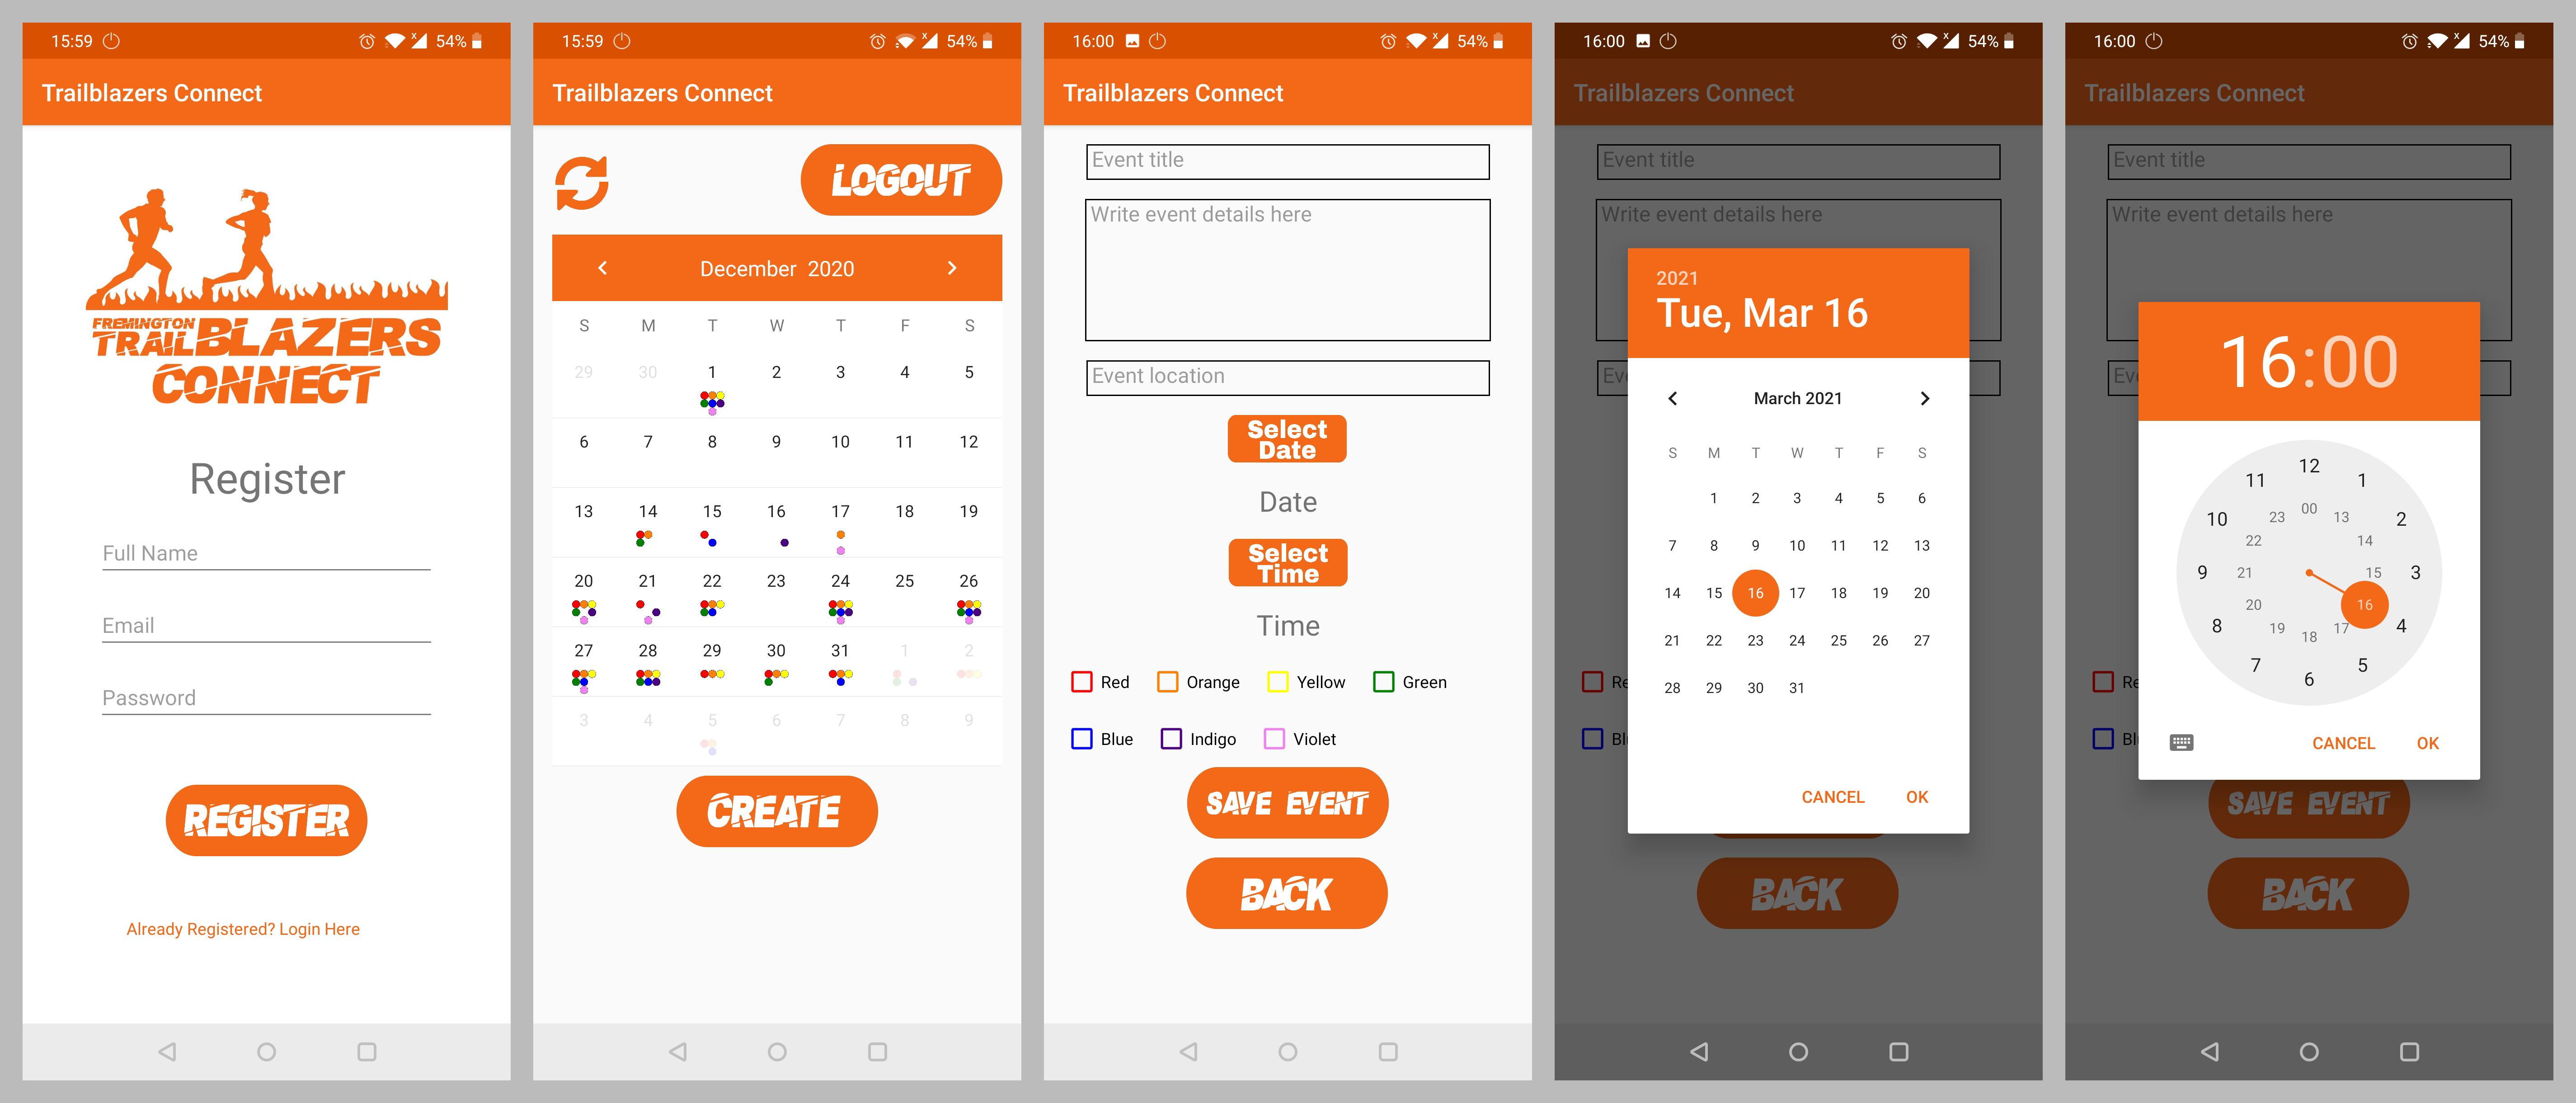 15:59 54%
Trailblazers Connect
FREMINGTON
TRAILBLAZERS
CONNECT
Register
Full Name
Email
Password
REGISTER
Already Registered? Login Here
15:59 54%
Trailblazers Connect
LOGOUT
December 2020
S M T W T F S
29 30 1 2 3 4 5
6 7 8 9 10 11 12
13 14 15 16 17 18 19
20 21 22 23 24 25 26
27 28 29 30 31 1 2
3 4 5 6 7 8 9
CREATE
16:00 54%
Trailblazers Connect
Event title
Write event details here
Event location
Select
Date
Date
Select
Time
Time
Red Orange Yellow Green
Blue Indigo Violet
SAVE EVENT
BACK
16:00 54%
Trailblazers Connect
Event title
Write event details here
Ev
2021
Tue, Mar 16
March 2021
S M T W T F S
1 2 3 4 5 6
7 8 9 10 11 12 13
14 15 16 17 18 19 20
21 22 23 24 25 26 27
28 29 30 31
Re
Bl
CANCEL OK
BACK
16:00 54%
Trailblazers Connect
Event title
Write event details here
Ev
16:00
12
11 1
00
23 13
10 2
22 14
9 21 15 3
20 16
8 4
19 17
18
7 5
6
Re
Bl
CANCEL OK
SAVE EVENT
BACK